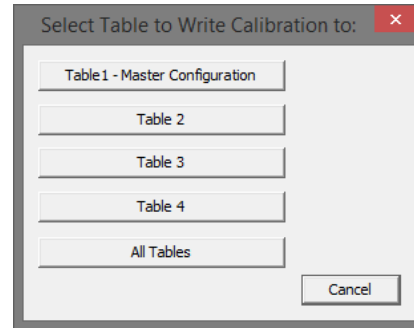 Select Table to Write Calibration to:
Table1 - Master Configuration
Table 2
Table 3
Table 4
All Tables
Cancel